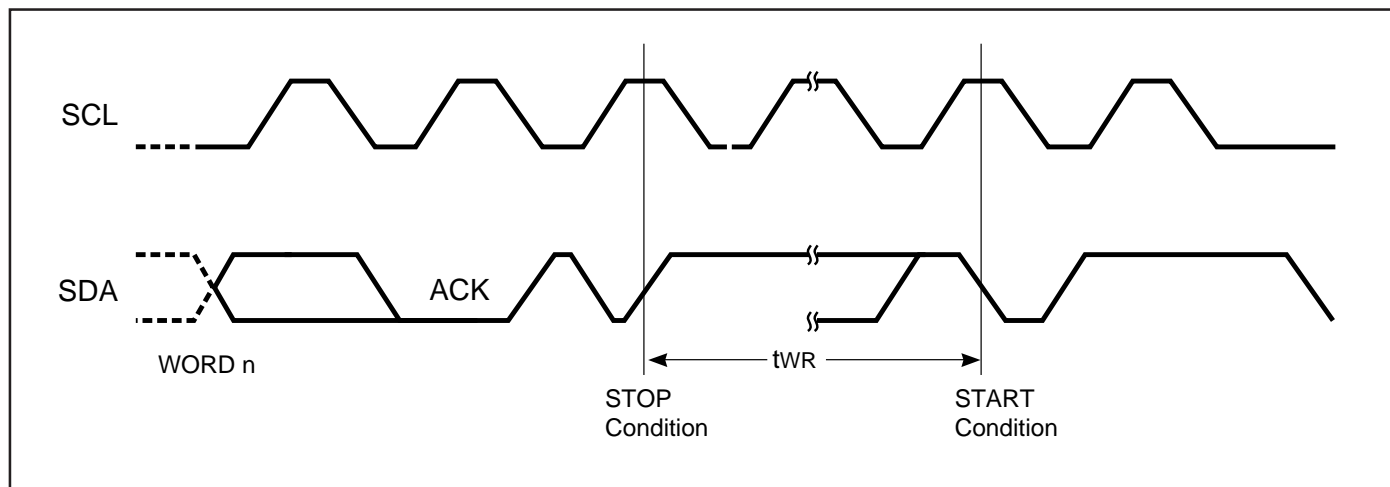 SCL
SDA
ACK
WORD n
tWR
STOP
Condition
START
Condition